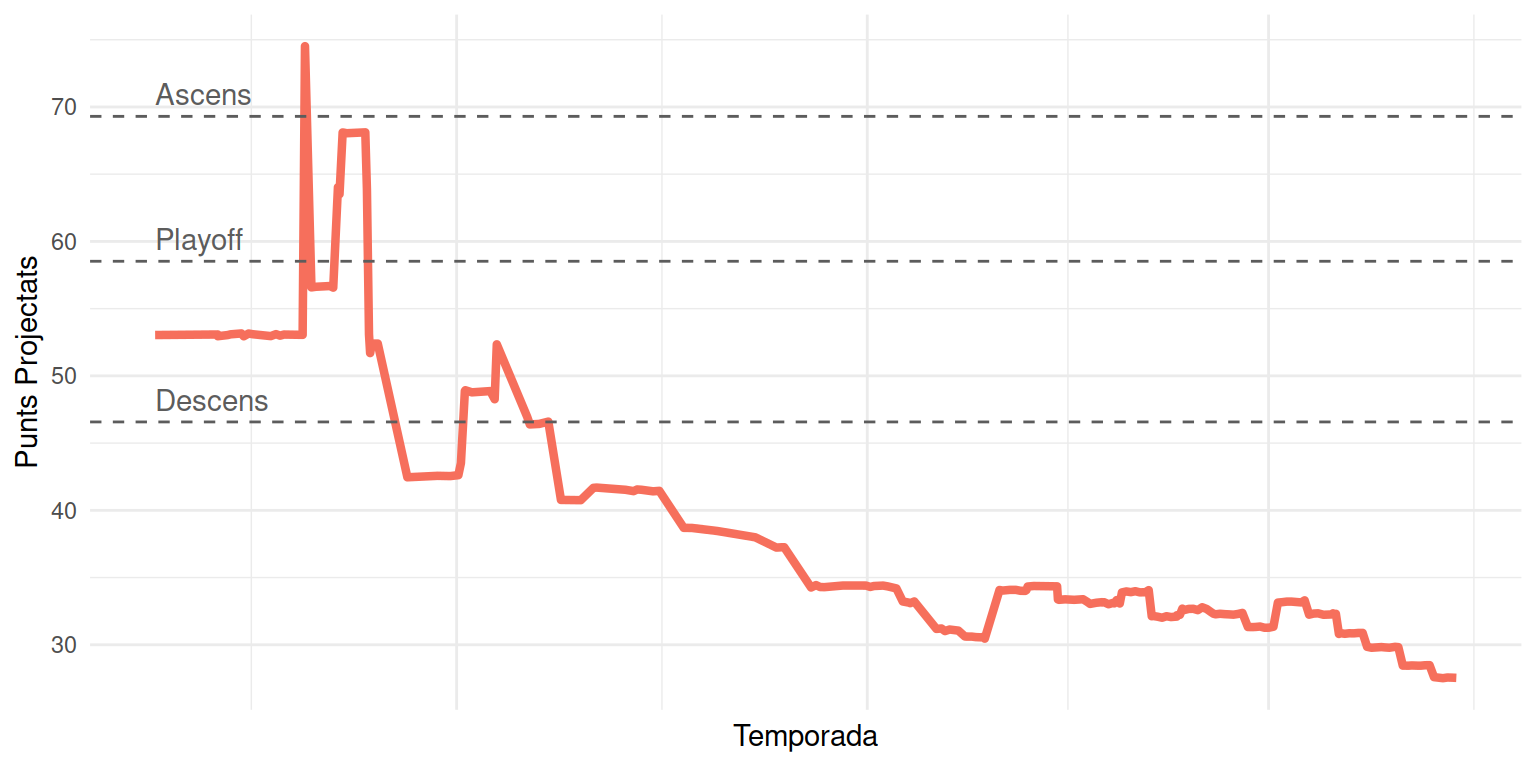 Ascens
70
Playoff
60
Punts Projectats
50
Descens
40
30
Temporada